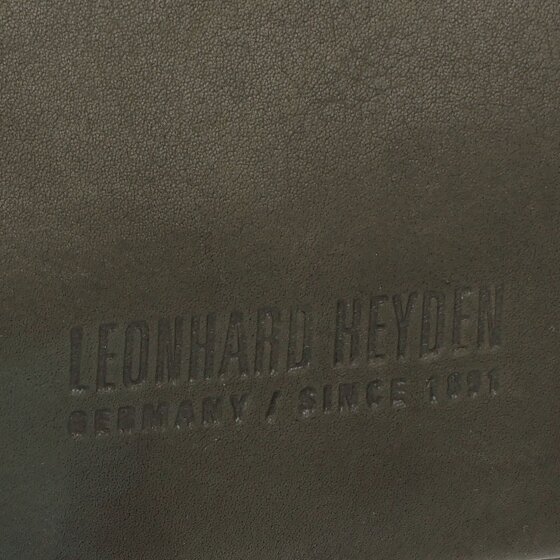 LEONHARD HEYDEN
GERMANY / SINCE 1891